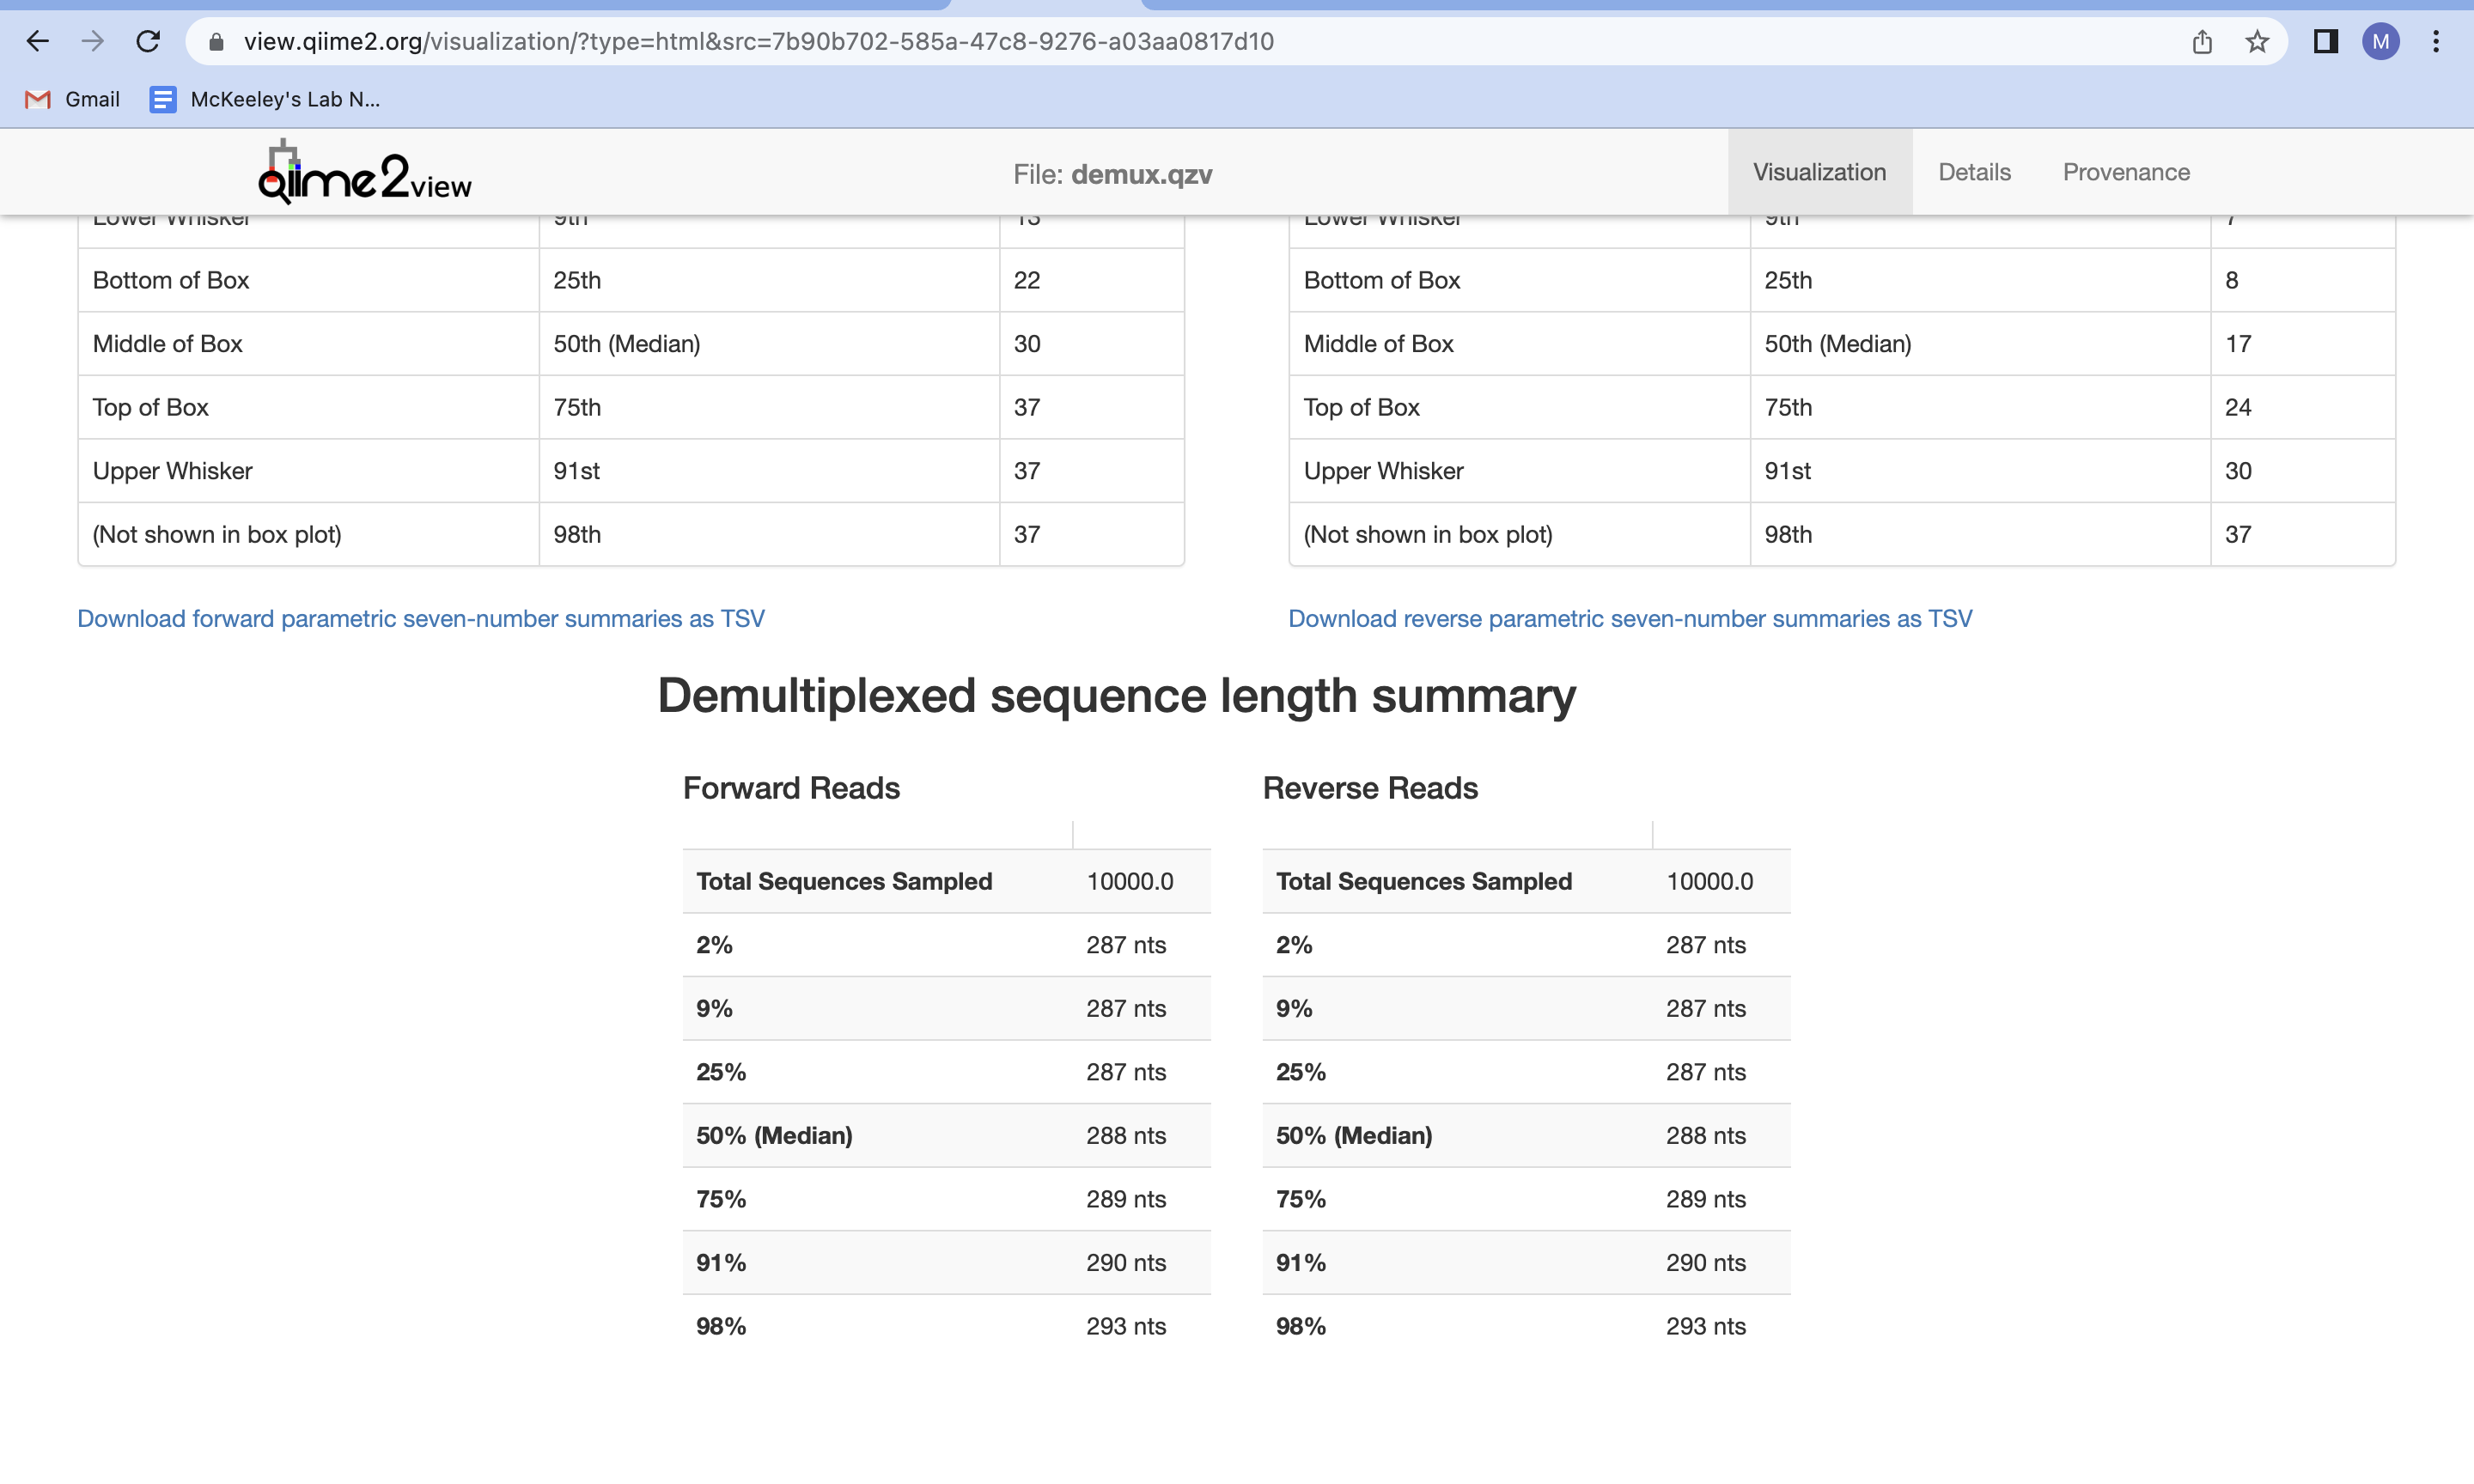 view.qiime2.org/visualization/?type=html&src=7b90b702-585a-47c8-9276-a03aa0817d10
M
Gmail
McKeeley's Lab N...
qiime2view
File: demux.qzv
Visualization
Details
Provenance
Lower Whisker 9th 13
Bottom of Box 25th 22
Middle of Box 50th (Median) 30
Top of Box 75th 37
Upper Whisker 91st 37
(Not shown in box plot) 98th 37
Download forward parametric seven-number summaries as TSV
Lower Whisker 9th 7
Bottom of Box 25th 8
Middle of Box 50th (Median) 17
Top of Box 75th 24
Upper Whisker 91st 30
(Not shown in box plot) 98th 37
Download reverse parametric seven-number summaries as TSV
Demultiplexed sequence length summary
Forward Reads
Total Sequences Sampled 10000.0
2% 287 nts
9% 287 nts
25% 287 nts
50% (Median) 288 nts
75% 289 nts
91% 290 nts
98% 293 nts
Reverse Reads
Total Sequences Sampled 10000.0
2% 287 nts
9% 287 nts
25% 287 nts
50% (Median) 288 nts
75% 289 nts
91% 290 nts
98% 293 nts